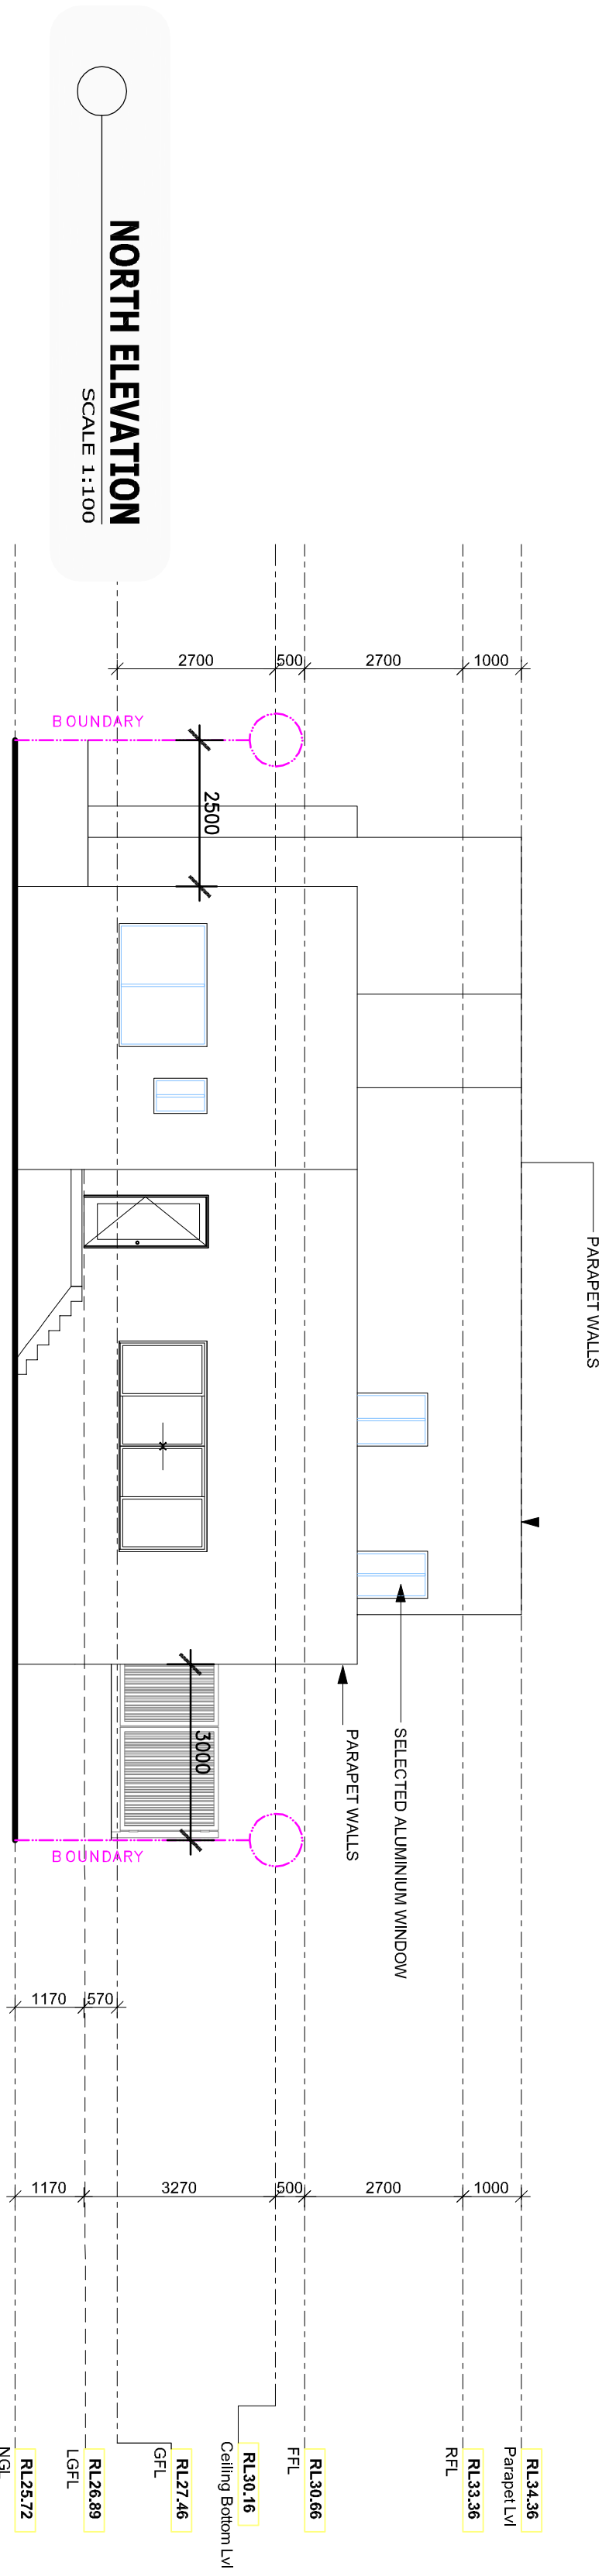 NORTH ELEVATION
SCALE 1:100
PARAPET WALLS
SELECTED ALUMINIUM WINDOW
PARAPET WALLS
1000
2700
500
2700
BOUNDARY
2500
3000
BOUNDARY
570
1170
1000
2700
500
3270
1170
RL34.36
Parapet Lvl
RL33.36
RFL
RL30.66
FFL
RL30.16
Ceiling Bottom Lvl
RL27.46
GFL
RL26.89
LGFL
RL25.72
NGL